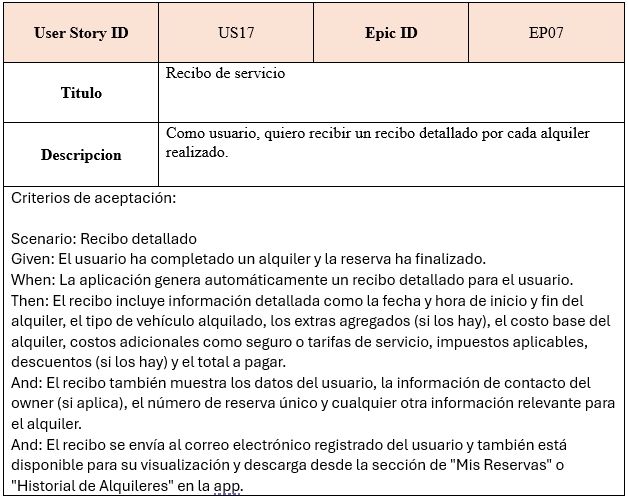 User Story ID US17 Epic ID EP07
Titulo Recibo de servicio
Descripcion Como usuario, quiero recibir un recibo detallado por cada alquiler
realizado.
Criterios de aceptación:
Scenario: Recibo detallado
Given: El usuario ha completado un alquiler y la reserva ha finalizado.
When: La aplicación genera automáticamente un recibo detallado para el usuario.
Then: El recibo incluye información detallada como la fecha y hora de inicio y fin del
alquiler, el tipo de vehículo alquilado, los extras agregados (si los hay), el costo base del
alquiler, costos adicionales como seguro o tarifas de servicio, impuestos aplicables,
descuentos (si los hay) y el total a pagar.
And: El recibo también muestra los datos del usuario, la información de contacto del
owner (si aplica), el número de reserva único y cualquier otra información relevante para
el alquiler.
And: El recibo se envía al correo electrónico registrado del usuario y también está
disponible para su visualización y descarga desde la sección de "Mis Reservas" o
"Historial de Alquileres" en la app.